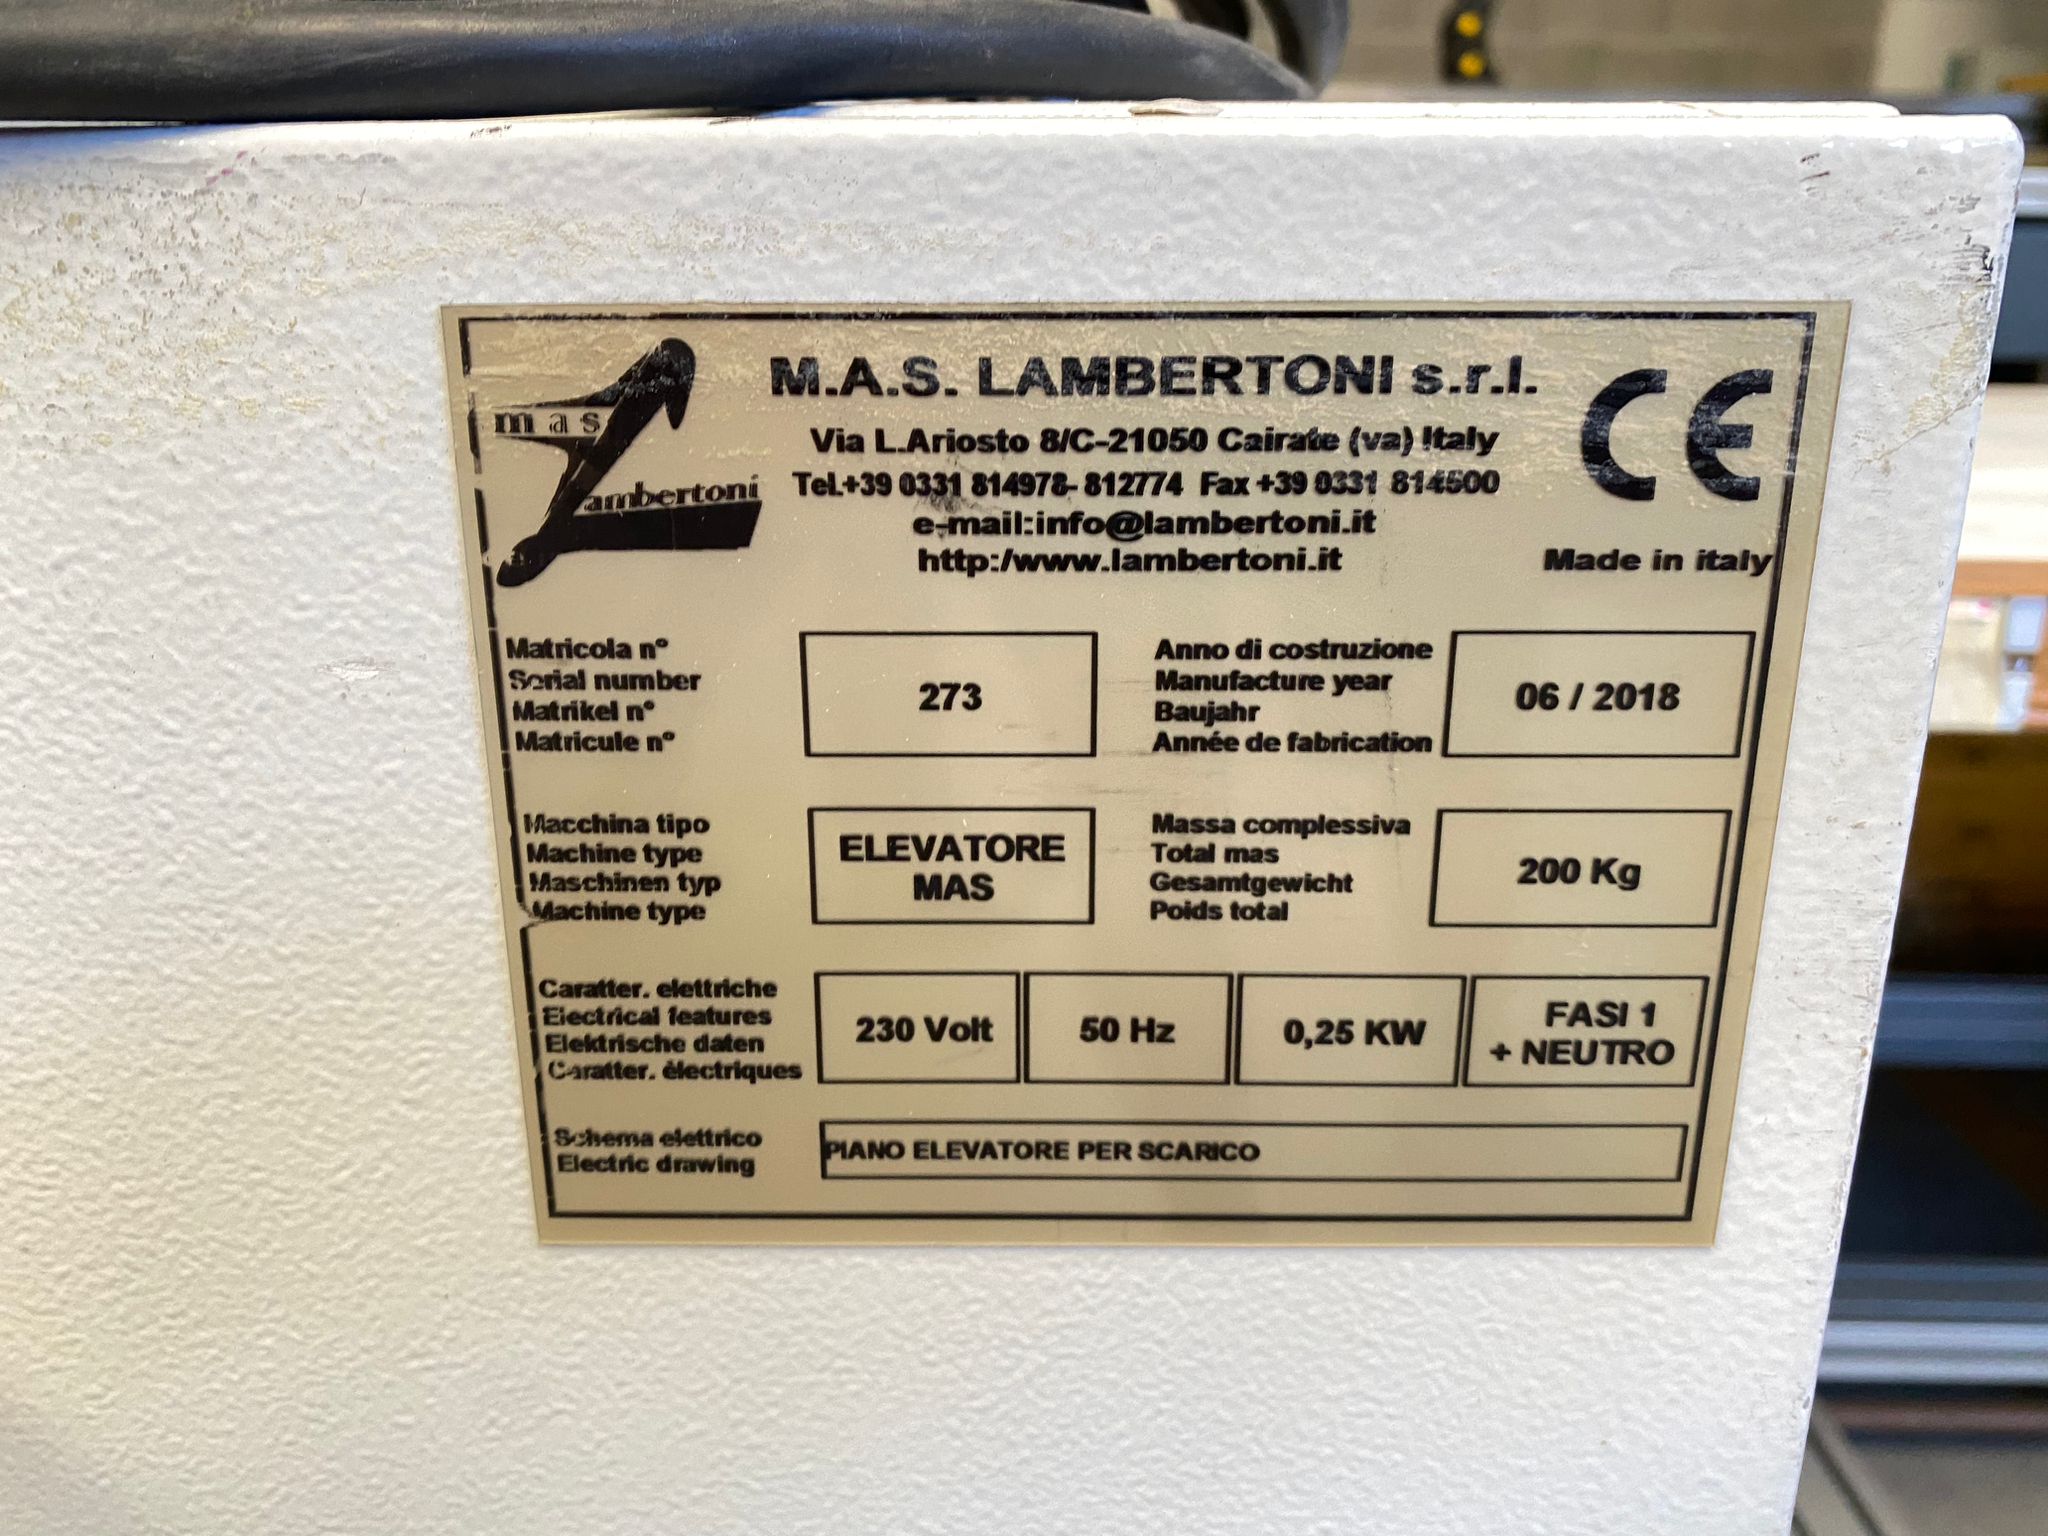 mas
Lambertoni
M.A.S. LAMBERTONI s.r.l.
Via L.Ariosto 8/C-21050 Cairate (va) Italy
Tel.+39 0331 814978- 812774 Fax +39 0331 814500
e-mail:info@lambertoni.it
http:/www.lambertoni.it
CE
Made in italy
Matricola n°
Serial number
Matrikel n°
Matricule n°
273
Anno di costruzione
Manufacture year
Baujahr
Année de fabrication
06 / 2018
Macchina tipo
Machine type
Maschinen typ
Machine type
ELEVATORE
MAS
Massa complessiva
Total mas
Gesamtgewicht
Poids total
200 Kg
Caratter. elettriche
Electrical features
Elektrische daten
Caratter. èlectriques
230 Volt
50 Hz
0,25 KW
FASI 1
+ NEUTRO
Schema elettrico
Electric drawing
PIANO ELEVATORE PER SCARICO